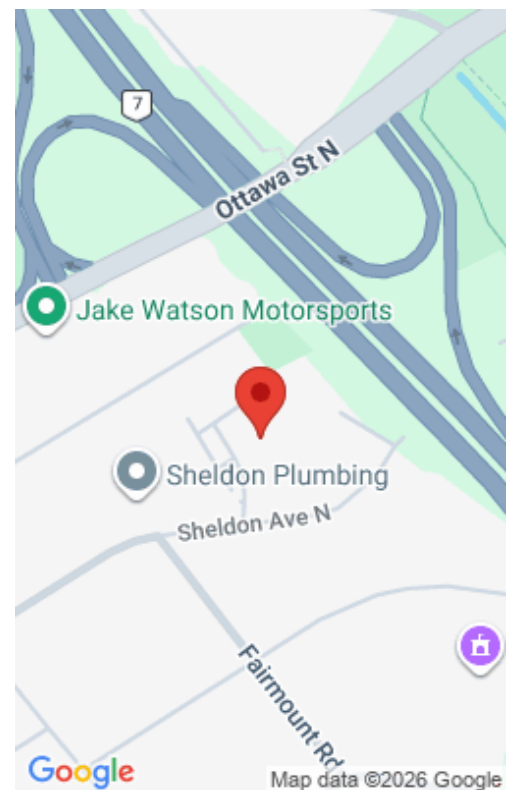 7
Ottawa St N
Jake Watson Motorsports
Sheldon Plumbing
Sheldon Ave N
Fairmount Rd
Google
Map data ©2026 Google